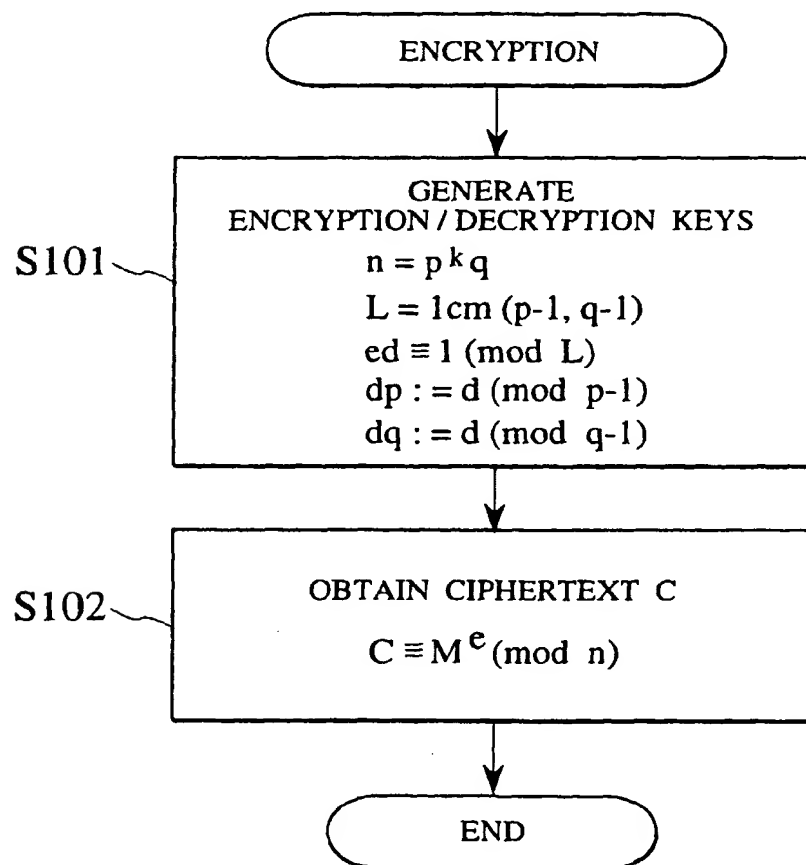 ENCRYPTION
S101
GENERATE
ENCRYPTION / DECRYPTION KEYS
n = p^k q
L = 1cm (p-1, q-1)
ed ≡ 1 (mod L)
dp : = d (mod p-1)
dq : = d (mod q-1)
S102
OBTAIN CIPHERTEXT C
C ≡ M^e (mod n)
END